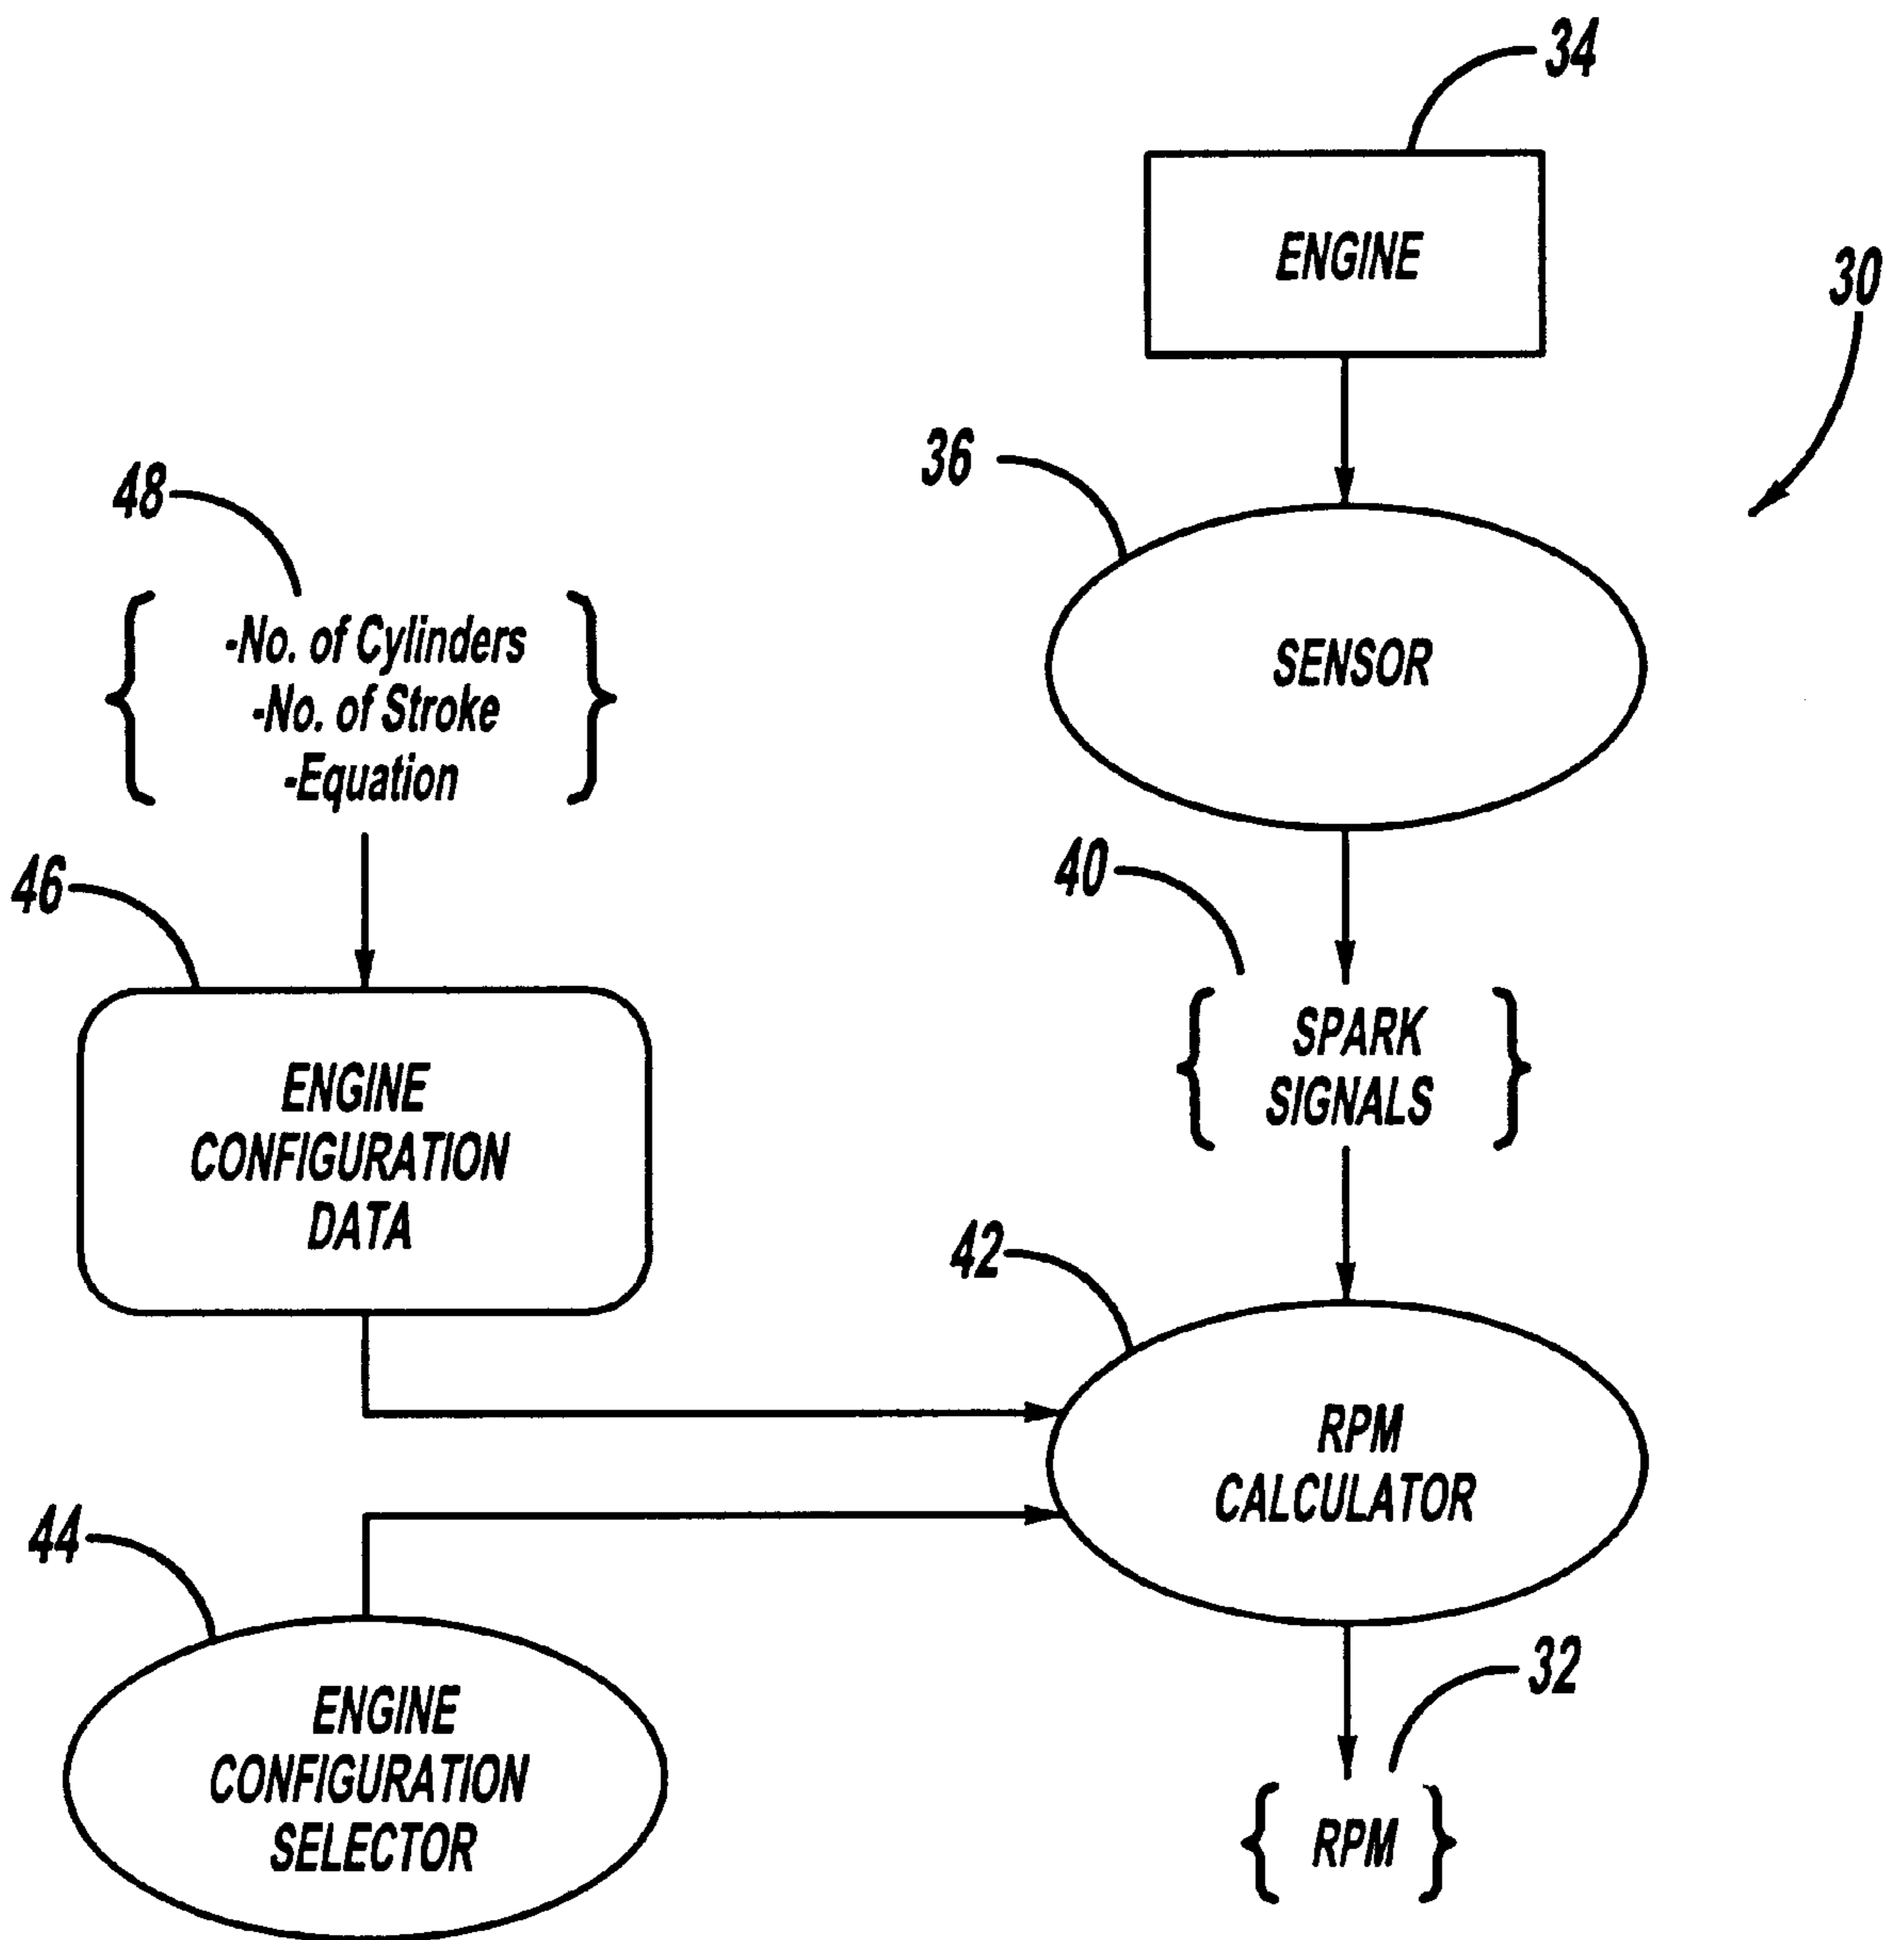 34
ENGINE
30
36
48
-No. of Cylinders
-No. of Stroke
-Equation
SENSOR
46
40
SPARK
SIGNALS
ENGINE
CONFIGURATION
DATA
42
RPM
CALCULATOR
44
ENGINE
CONFIGURATION
SELECTOR
32
RPM